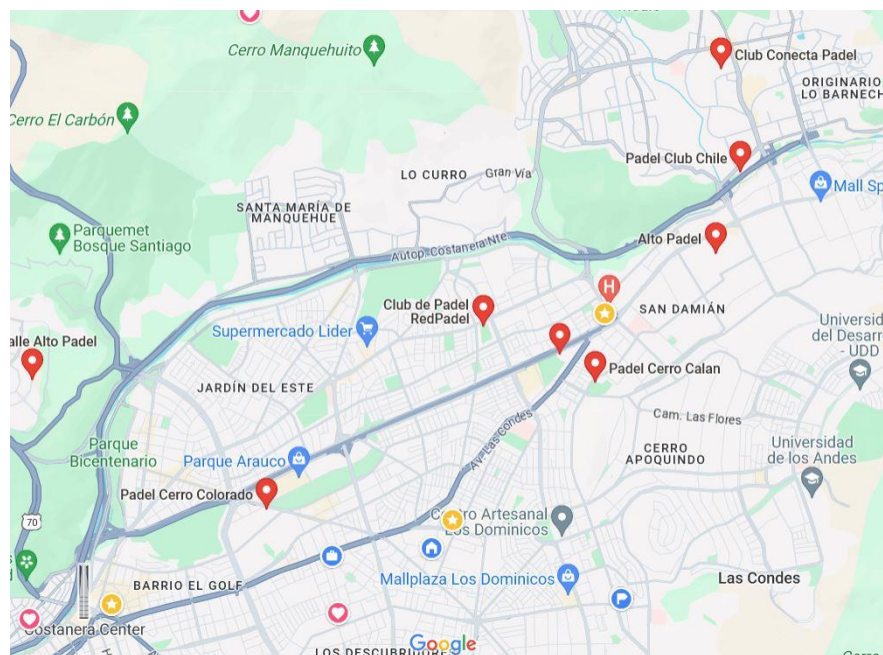 Cerro Manquehuito
Club Conecta Padel
ORIGINARIO
LO BARNECH
Cerro El Carbón
Padel Club Chile
LO CURRO
Gran Vía
Mall Sp
SANTA MARÍA DE
MANQUEHUE
Parquemet
Bosque Santiago
Autop. Costanera Nte.
Alto Padel
H
Club de Padel
RedPadel
SAN DAMIÁN
Supermercado Lider
Universid
del Desarr
- UDD
alle Alto Padel
Padel Cerro Calan
JARDÍN DEL ESTE
Cam. Las Flores
Parque
Bicentenario
Av. Las Condes
CERRO
APOQUINDO
Universidad
de los Andes
Parque Arauco
Padel Cerro Colorado
70
Centro Artesanal
Los Dominicos
BARRIO EL GOLF
Mallplaza Los Dominicos
Las Condes
Costanera Center
Google
LOS DESCUBRIDORES